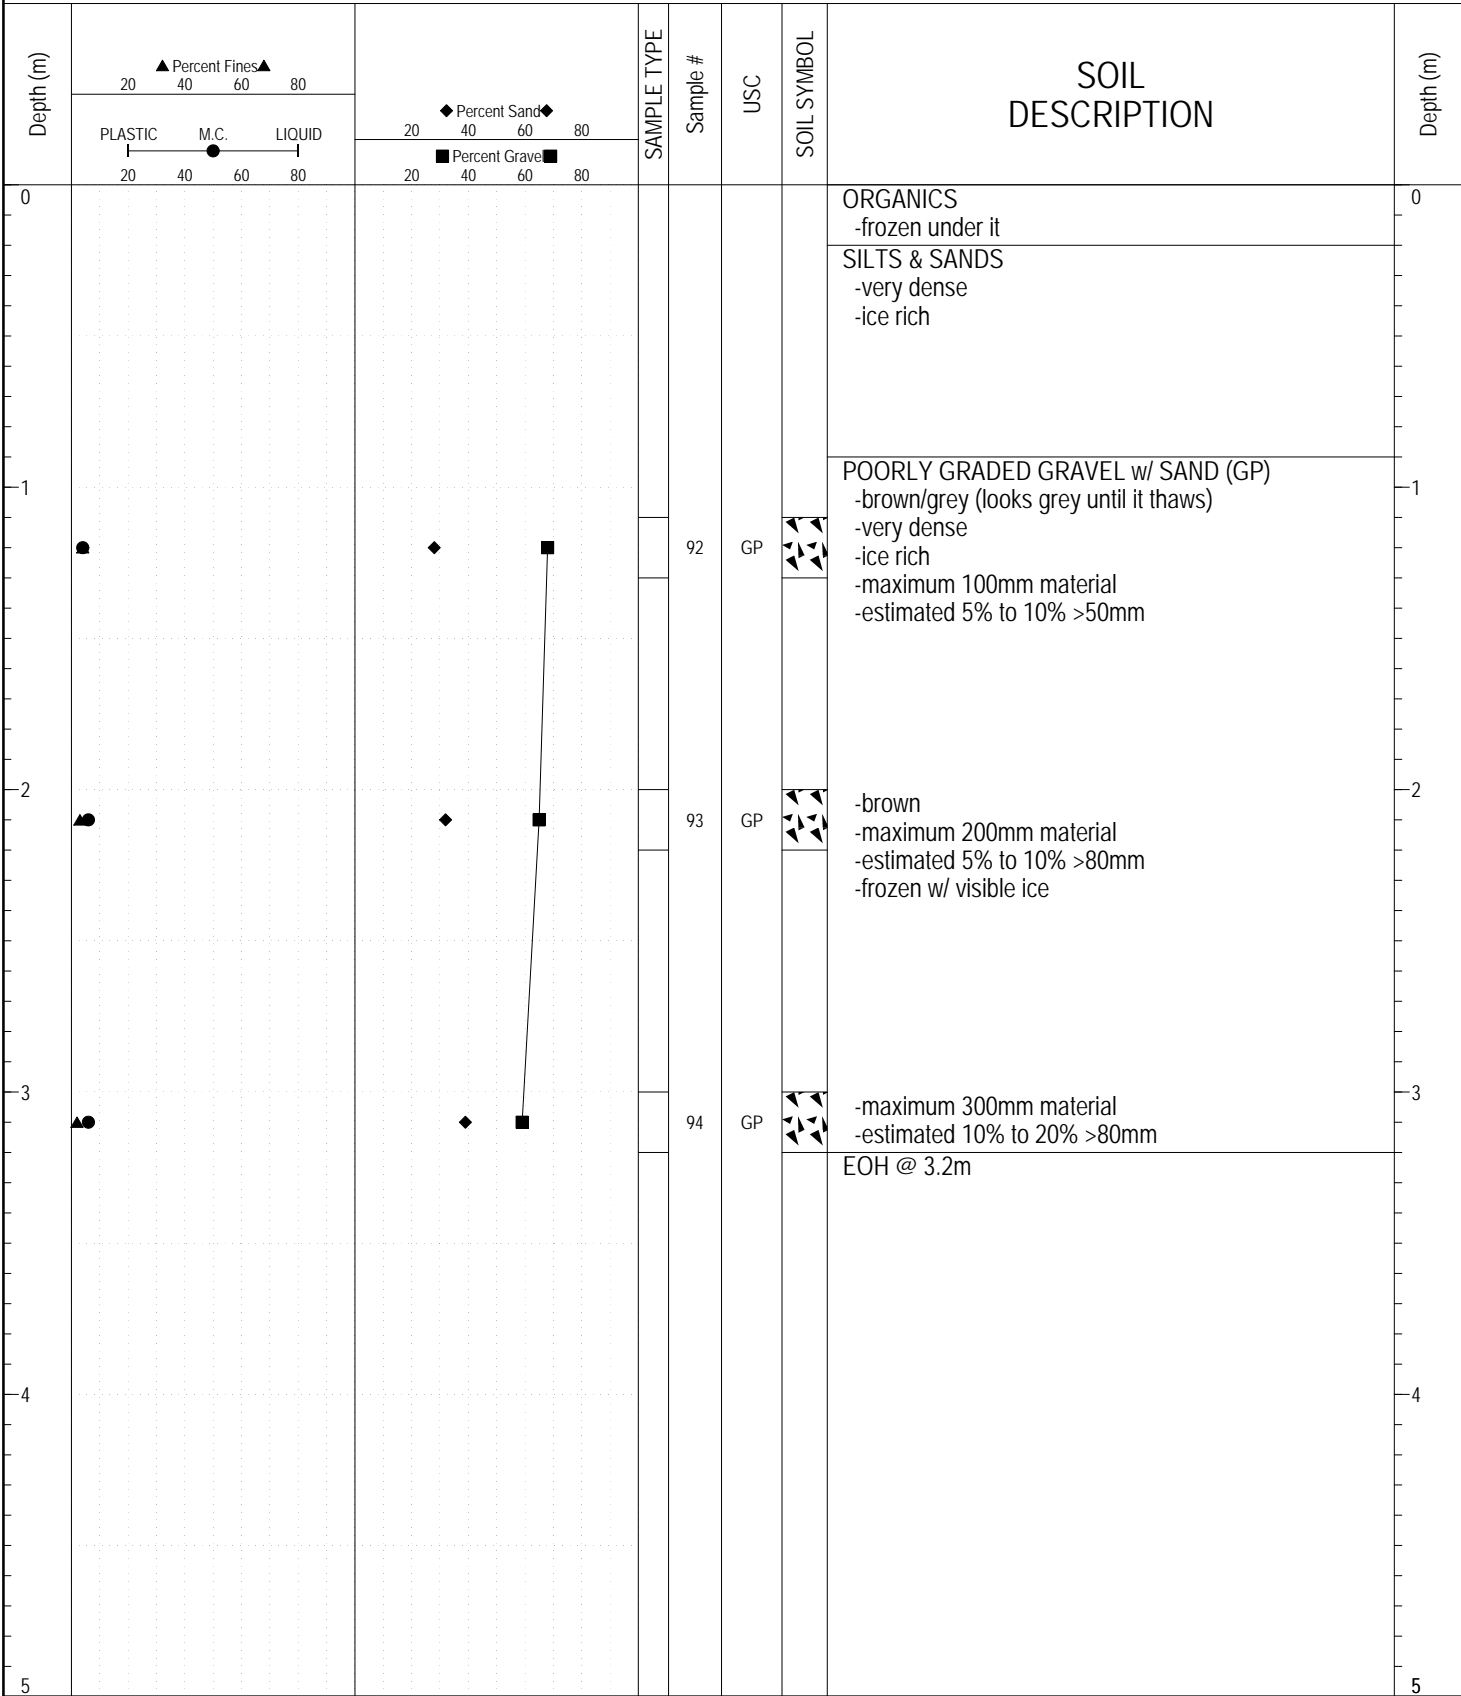 Depth (m)
▲ Percent Fines ▲
20 40 60 80
PLASTIC M.C. LIQUID
20 40 60 80
◆ Percent Sand ◆
20 40 60 80
■ Percent Gravel ■
20 40 60 80
SAMPLE TYPE
Sample #
USC
SOIL SYMBOL
SOIL
DESCRIPTION
Depth (m)
0 0
ORGANICS
-frozen under it
SILTS & SANDS
-very dense
-ice rich
POORLY GRADED GRAVEL w/ SAND (GP)
1 1
-brown/grey (looks grey until it thaws)
-very dense
92 GP
-ice rich
-maximum 100mm material
-estimated 5% to 10% >50mm
2 2
-brown
93 GP
-maximum 200mm material
-estimated 5% to 10% >80mm
-frozen w/ visible ice
3 3
-maximum 300mm material
94 GP
-estimated 10% to 20% >80mm
EOH @ 3.2m
4 4
5 5